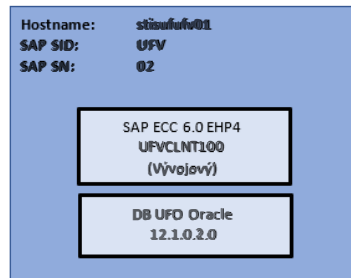 Hostname: stisufufv01
SAP SID: UFV
SAP SN: 02
SAP ECC 6.0 EHP4
UFVCLNT100
(Vývojový)
DB UFO Oracle
12.1.0.2.0